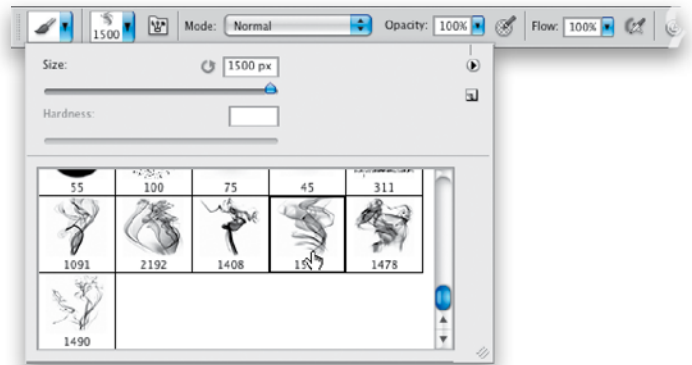 Mode: Normal Opacity: 100% Flow: 100%
1500
Size: 1500 px
Hardness:
55 100 75 45 311
1091 2192 1408 1478
1490